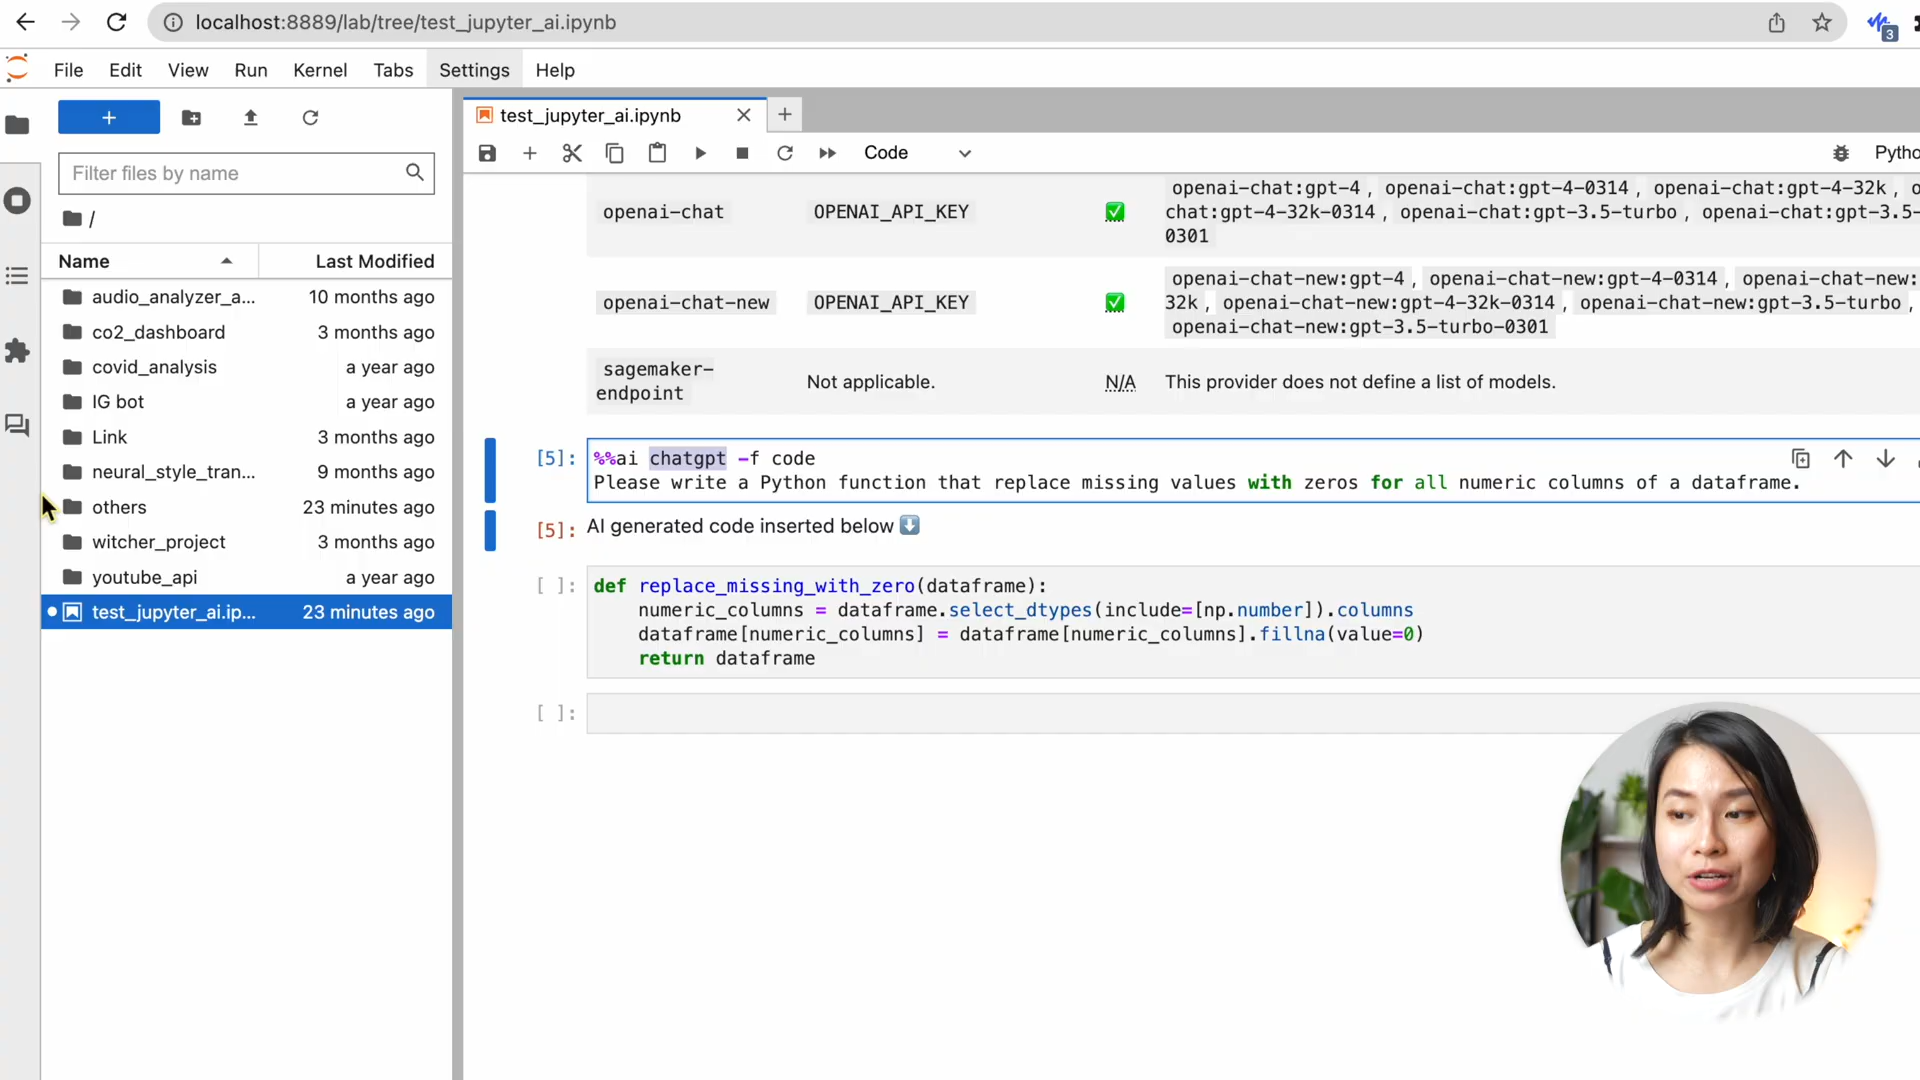 localhost:8889/lab/tree/test_jupyter_ai.ipynb
3
File Edit View Run Kernel Tabs Settings Help
+
test_jupyter_ai.ipynb
Code
Pytho
Filter files by name
/
Name Last Modified
audio_analyzer_a... 10 months ago
co2_dashboard 3 months ago
covid_analysis a year ago
IG bot a year ago
Link 3 months ago
neural_style_tran... 9 months ago
others 23 minutes ago
witcher_project 3 months ago
youtube_api a year ago
test_jupyter_ai.ip... 23 minutes ago
openai-chat OPENAI_API_KEY ✅ openai-chat:gpt-4 , openai-chat:gpt-4-0314 , openai-chat:gpt-4-32k , o
chat:gpt-4-32k-0314 , openai-chat:gpt-3.5-turbo , openai-chat:gpt-3.5-
0301
openai-chat-new OPENAI_API_KEY ✅ openai-chat-new:gpt-4 , openai-chat-new:gpt-4-0314 , openai-chat-new:
32k , openai-chat-new:gpt-4-32k-0314 , openai-chat-new:gpt-3.5-turbo ,
openai-chat-new:gpt-3.5-turbo-0301
sagemaker-
endpoint Not applicable. N/A This provider does not define a list of models.
[5]: %%ai chatgpt -f code
Please write a Python function that replace missing values with zeros for all numeric columns of a dataframe.
[5]: AI generated code inserted below ⬇️
[ ]: def replace_missing_with_zero(dataframe):
numeric_columns = dataframe.select_dtypes(include=[np.number]).columns
dataframe[numeric_columns] = dataframe[numeric_columns].fillna(value=0)
return dataframe
[ ]: